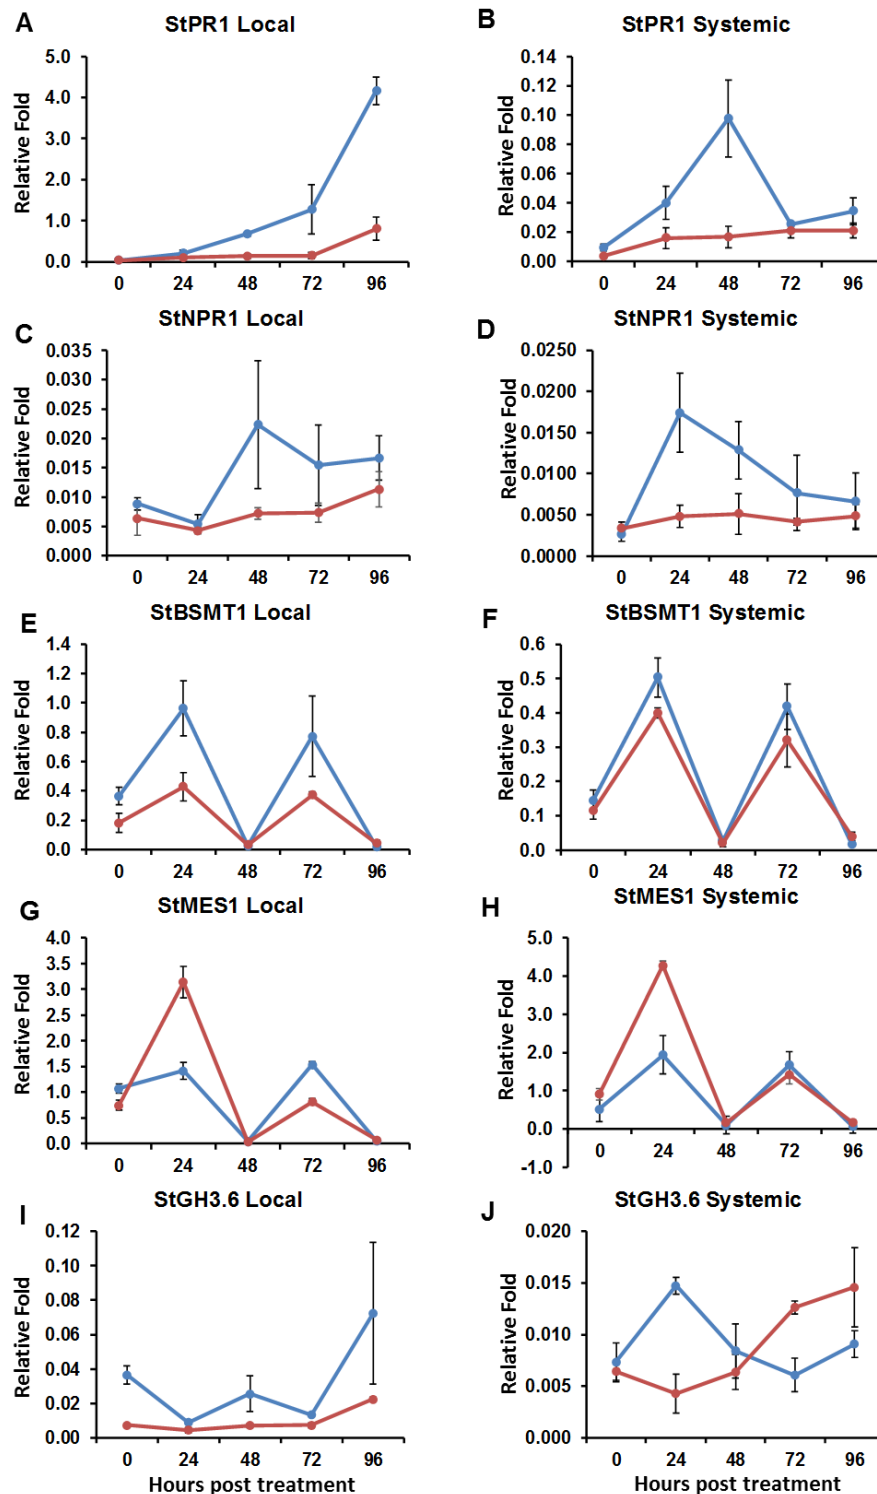 A
StPR1 Local
Relative Fold
5.0
4.0
3.0
2.0
1.0
0.0
0 24 48 72 96
B
StPR1 Systemic
Relative Fold
0.14
0.12
0.10
0.08
0.06
0.04
0.02
0.00
0 24 48 72 96
C
StNPR1 Local
Relative Fold
0.035
0.030
0.025
0.020
0.015
0.010
0.005
0.000
0 24 48 72 96
D
StNPR1 Systemic
Relative Fold
0.0250
0.0200
0.0150
0.0100
0.0050
0.0000
0 24 48 72 96
E
StBSMT1 Local
Relative Fold
1.4
1.2
1.0
0.8
0.6
0.4
0.2
0.0
0 24 48 72 96
F
StBSMT1 Systemic
Relative Fold
0.6
0.5
0.4
0.3
0.2
0.1
0.0
0 24 48 72 96
G
StMES1 Local
Relative Fold
4.0
3.5
3.0
2.5
2.0
1.5
1.0
0.5
0.0
0 24 48 72 96
H
StMES1 Systemic
Relative Fold
5.0
4.0
3.0
2.0
1.0
0.0
-1.0
0 24 48 72 96
I
StGH3.6 Local
Relative Fold
0.12
0.10
0.08
0.06
0.04
0.02
0.00
0 24 48 72 96
Hours post treatment
J
StGH3.6 Systemic
Relative Fold
0.020
0.015
0.010
0.005
0.000
0 24 48 72 96
Hours post treatment